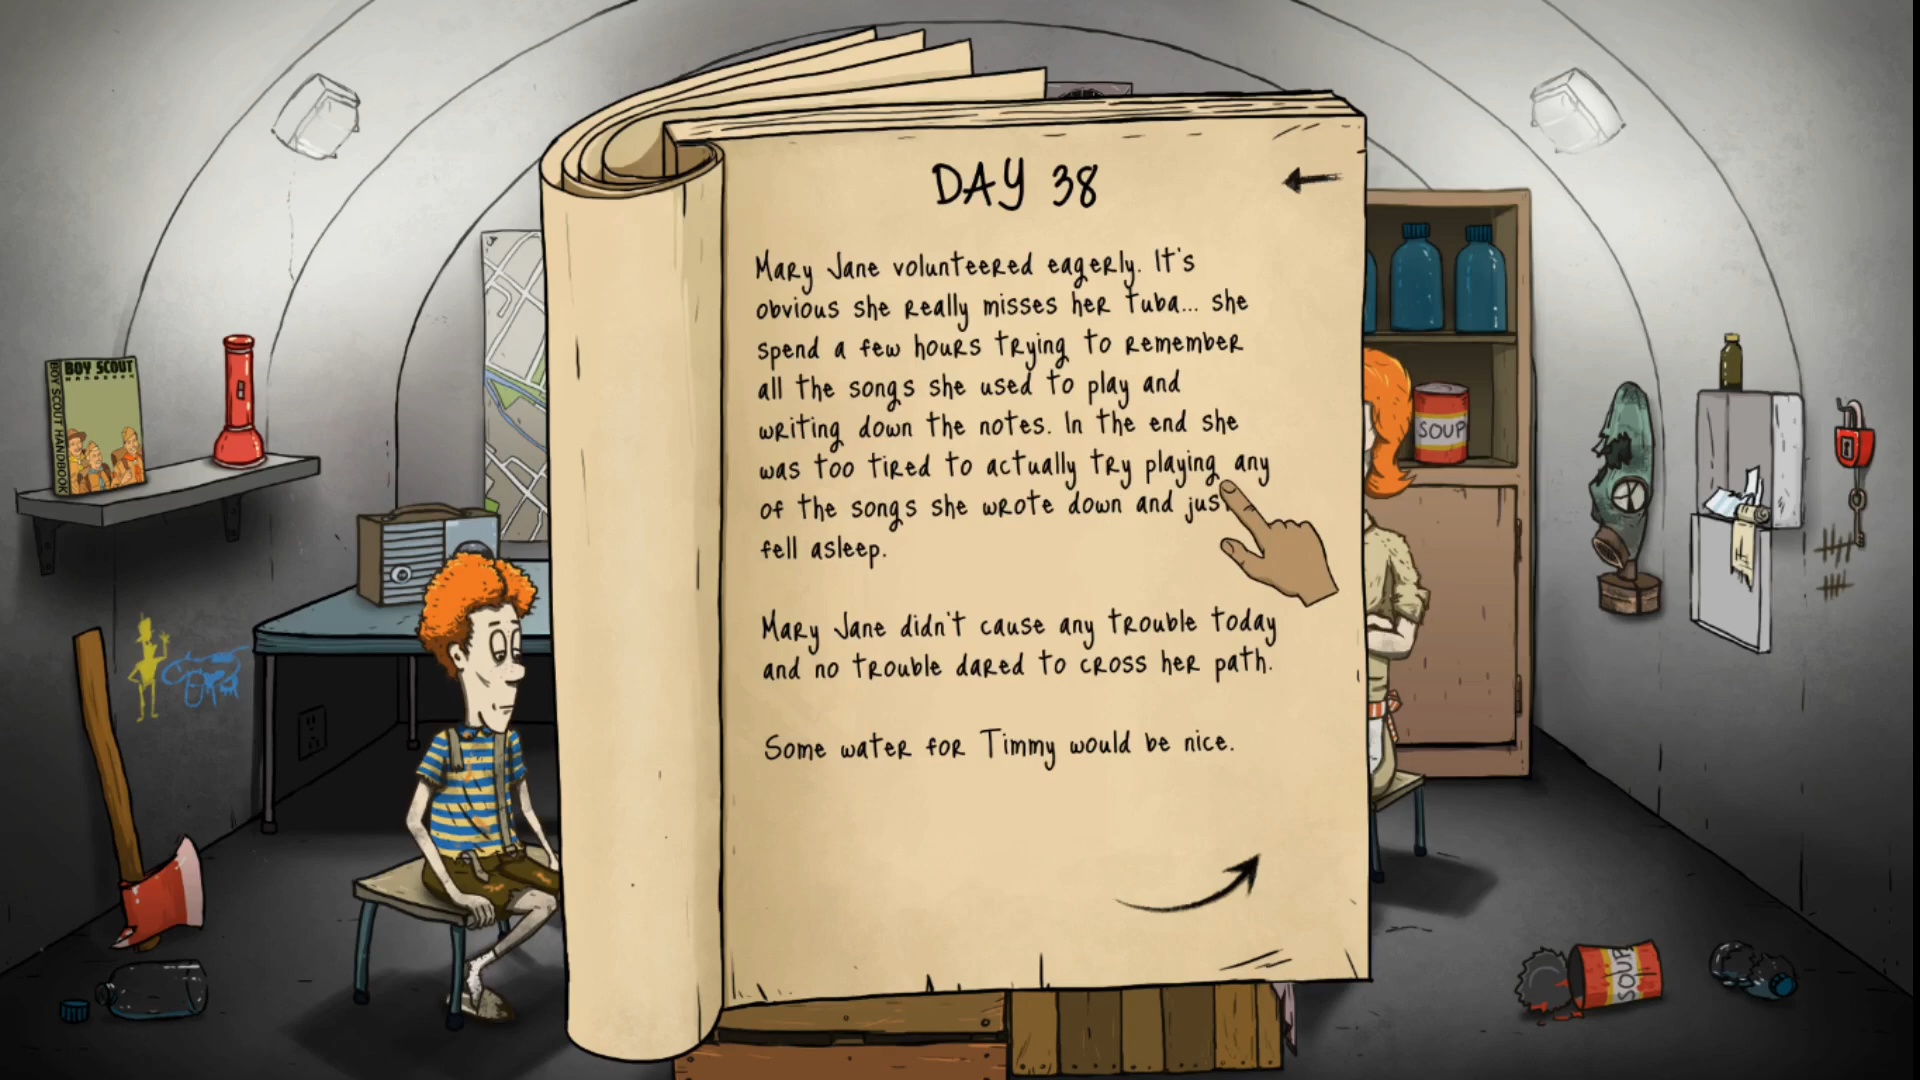 DAY 38
Mary Jane volunteered eagerly. It's
obvious she really misses her tuba... she
spend a few hours trying to remember
all the songs she used to play and
writing down the notes. In the end she
was too tired to actually try playing any
of the songs she wrote down and just
fell asleep.
Mary Jane didn't cause any trouble today
and no trouble dared to cross her path.
Some water for Timmy would be nice.
BOY SCOUT
HANDBOOK
BOY SCOUT HANDBOOK
SOUP
SOUP